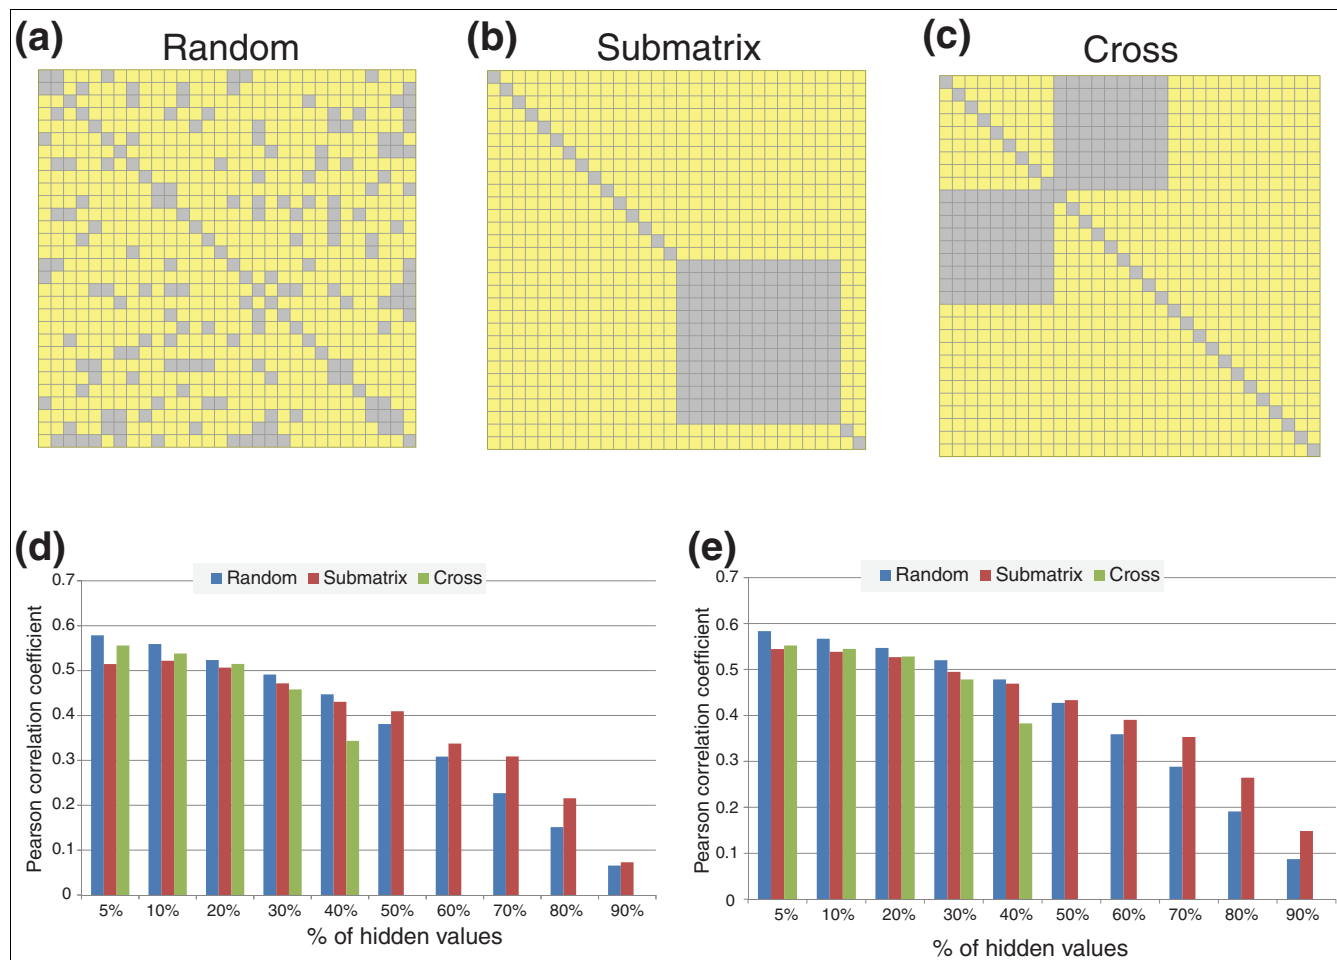 (a) Random
(b) Submatrix
(c) Cross
(d)
Random Submatrix Cross
Pearson correlation coefficient
0.7
0.6
0.5
0.4
0.3
0.2
0.1
0
5% 10% 20% 30% 40% 50% 60% 70% 80% 90%
% of hidden values
(e)
Random Submatrix Cross
Pearson correlation coefficient
0.7
0.6
0.5
0.4
0.3
0.2
0.1
0
5% 10% 20% 30% 40% 50% 60% 70% 80% 90%
% of hidden values